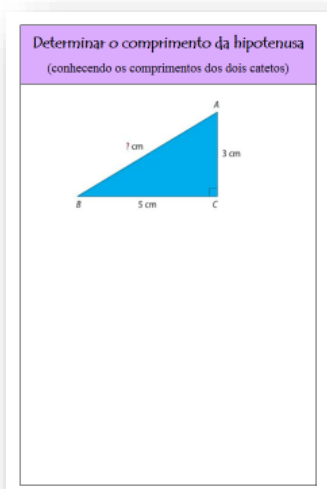 Determinar o comprimento da hipotenusa
(conhecendo os comprimentos dos dois catetos)
A
? cm
3 cm
B
5 cm
C